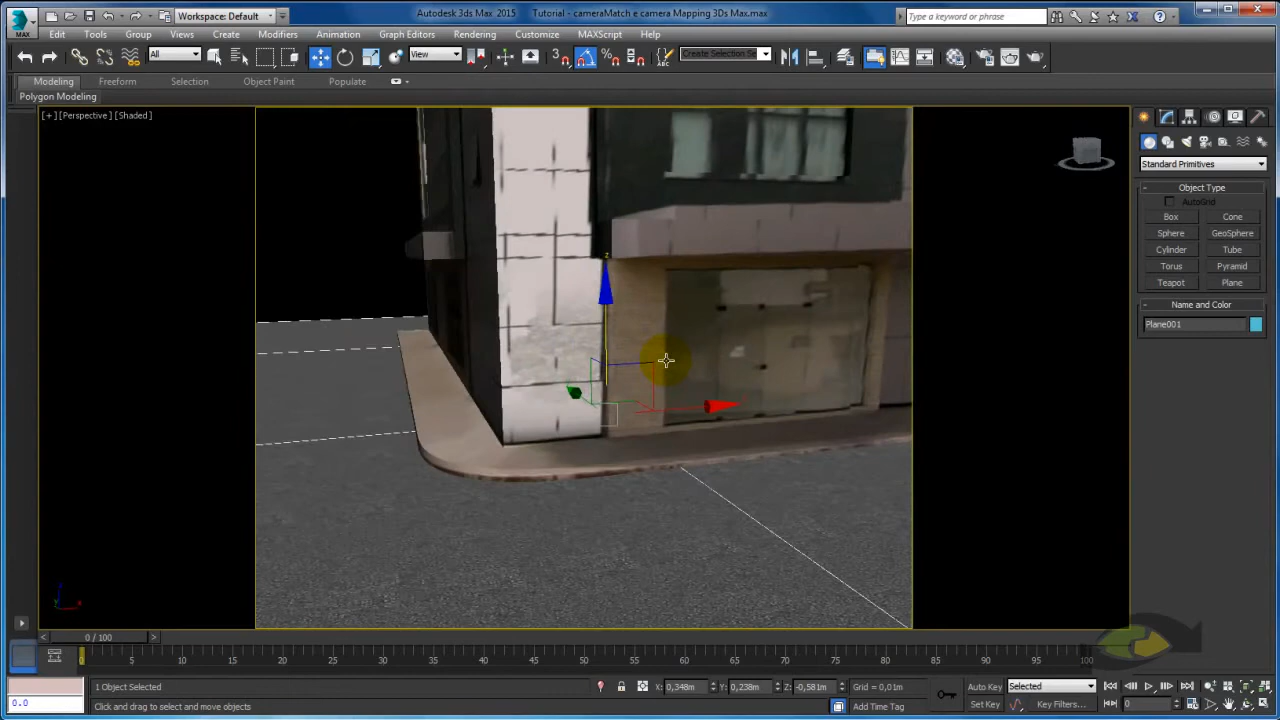 Autodesk 3ds Max 2015 Tutorial - cameraMatch e camera Mapping 3Ds Max.max
Workspace: Default
Type a keyword or phrase
MAX
Edit Tools Group Views Create Modifiers Animation Graph Editors Rendering Customize MAXScript Help
All View Create Selection Se
Modeling Freeform Selection Object Paint Populate
Polygon Modeling
[+] [Perspective] [Shaded]
Standard Primitives
Object Type
AutoGrid
Box Cone
Sphere GeoSphere
Cylinder Tube
Torus Pyramid
Teapot Plane
Name and Color
Plane001
z
0 / 100
0 5 10 15 20 25 30 35 40 45 50 55 60 65 70 75 80 85 90 95 100
1 Object Selected X: 0,348m Y: 0,238m Z: -0,581m Grid = 0,01m Auto Key Selected
0.0 Click and drag to select and move objects Add Time Tag Set Key Key Filters... 0